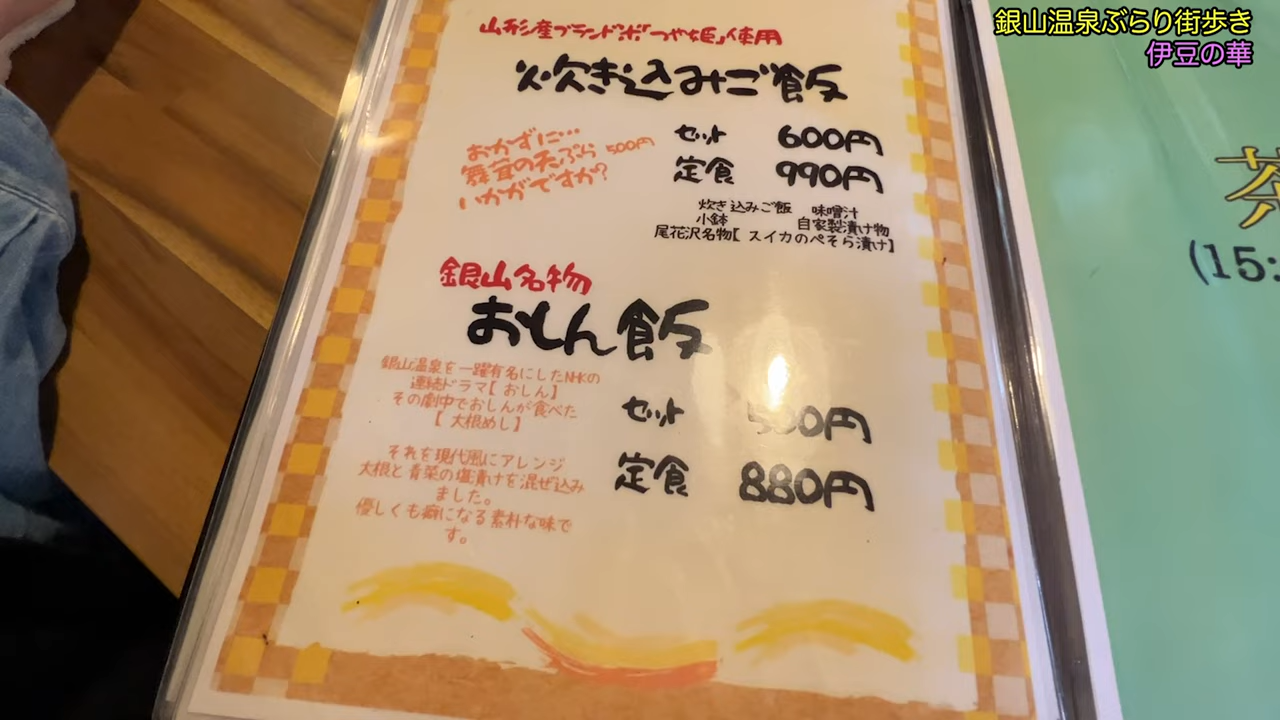 銀山温泉ぶらり街歩き
伊豆の華
山形産ブランド米「つや姫」使用
炊き込みご飯
おかずに…
舞茸の天ぷら 500円
いかがですか?
セット 600円
定食 990円
炊き込みご飯 味噌汁
小鉢 自家製漬け物
尾花沢名物【スイカのぺそら漬け】
銀山名物
おしん飯
銀山温泉を一躍有名にしたNHKの
連続ドラマ【おしん】
その劇中でおしんが食べた
【大根めし】
それを現代風にアレンジ
大根と青菜の塩漬けを混ぜ込み
ました。
優しくも癖になる素朴な味で
す。
セット 00円
定食 880円
茶
(15: